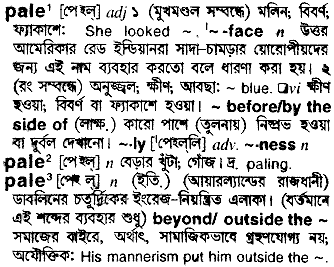 pale¹ [পেইল্] adj ১ (মুখমণ্ডল সম্বন্ধে) মলিন; বিবর্ণ;
ফ্যাকাশে: She looked ~. ˈ~-face n উত্তর
আমেরিকার রেড ইন্ডিয়ানরা সাদা-চামড়ার য়োরোপীয়দের
জন্য এই নাম ব্যবহার করতো বলে ধারণা করা হয়। ২
(রং সম্বন্ধে) অনুজ্জ্বল; ক্ষীণ; আবছা: ~ blue. □vi ক্ষীণ
হওয়া; বিবর্ণ বা ফ্যাকাশে হওয়া। ~ before/by the
side of (লাক্ষ.) কারো পাশে (তুলনায়) নিষ্প্রভ হওয়া
বা দুর্বল দেখানো। ~.ly [ˈপেইল্‌লি] adv. ~.ness n
pale² [পেইল্] n বেড়ার খুঁটা; গোঁজ। দ্র. paling.
pale³ [পেইল্] n (ইতি.) (আয়ারল্যান্ডের রাজধানী)
ডাবলিনের চতুর্দিকের ইংরেজ-নিয়ন্ত্রিত এলাকা। (বর্তমানে
এই শব্দের ব্যবহার শুধু) beyond/ outside the ~
সমাজের বাইরে, অর্থাৎ, সামাজিকভাবে গ্রহণযোগ্য নয়;
অযৌক্তিক: His mannerism put him outside the ~.